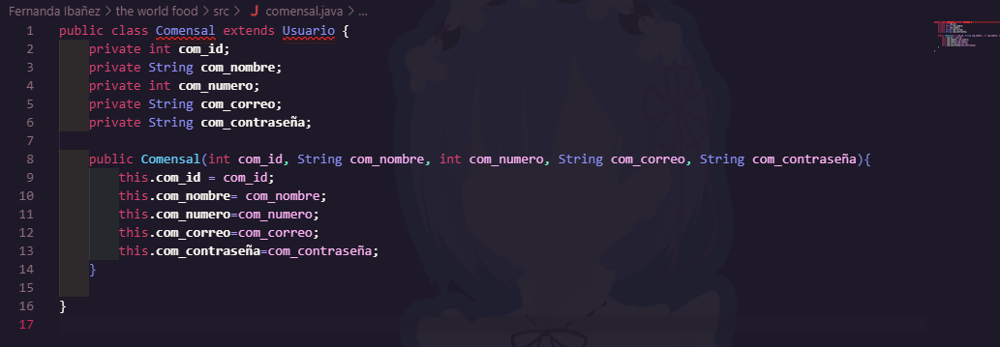 Fernanda Ibañez > the world food > src > J comensal.java > ...
1 public class Comensal extends Usuario {
2     private int com_id;
3     private String com_nombre;
4     private int com_numero;
5     private String com_correo;
6     private String com_contraseña;
7
8     public Comensal(int com_id, String com_nombre, int com_numero, String com_correo, String com_contraseña){
9         this.com_id = com_id;
10         this.com_nombre= com_nombre;
11         this.com_numero=com_numero;
12         this.com_correo=com_correo;
13         this.com_contraseña=com_contraseña;
14     }
15
16 }
17